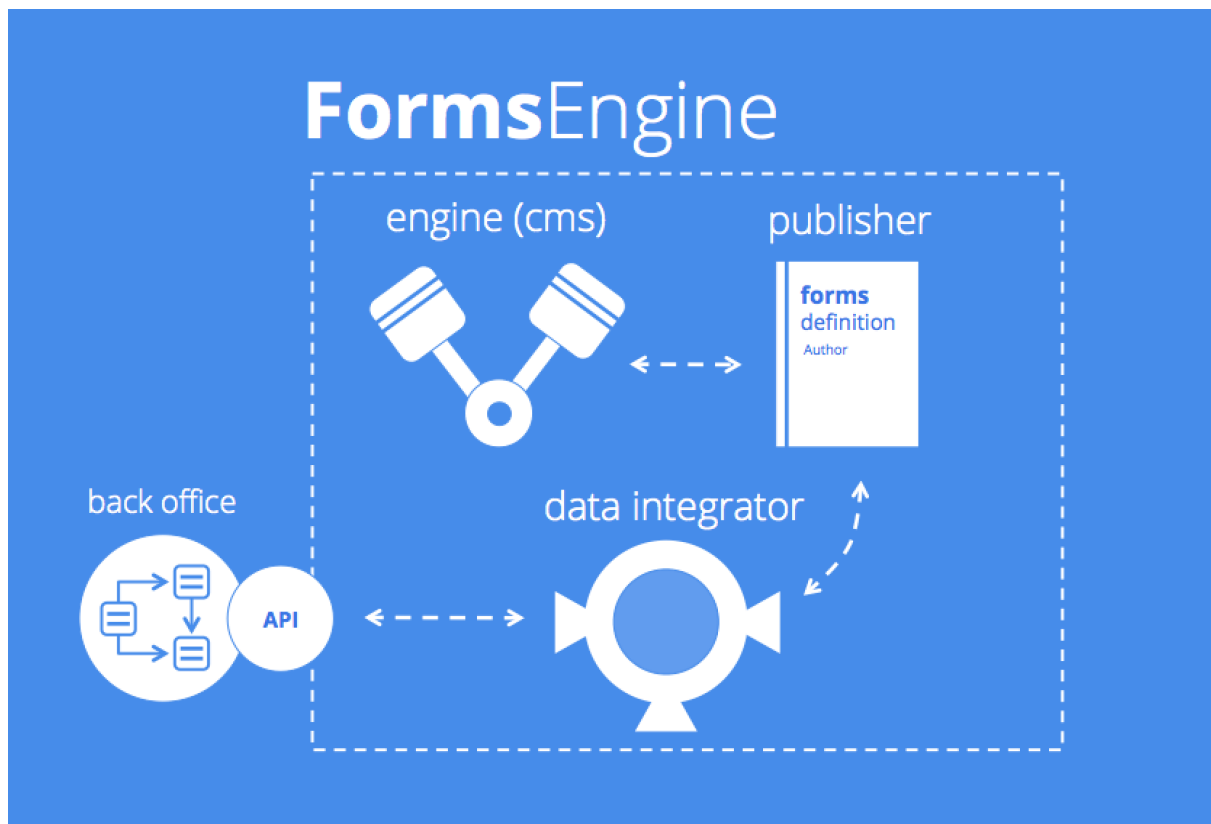 FormsEngine
engine (cms)
publisher
forms
definition
Author
back office
data integrator
API